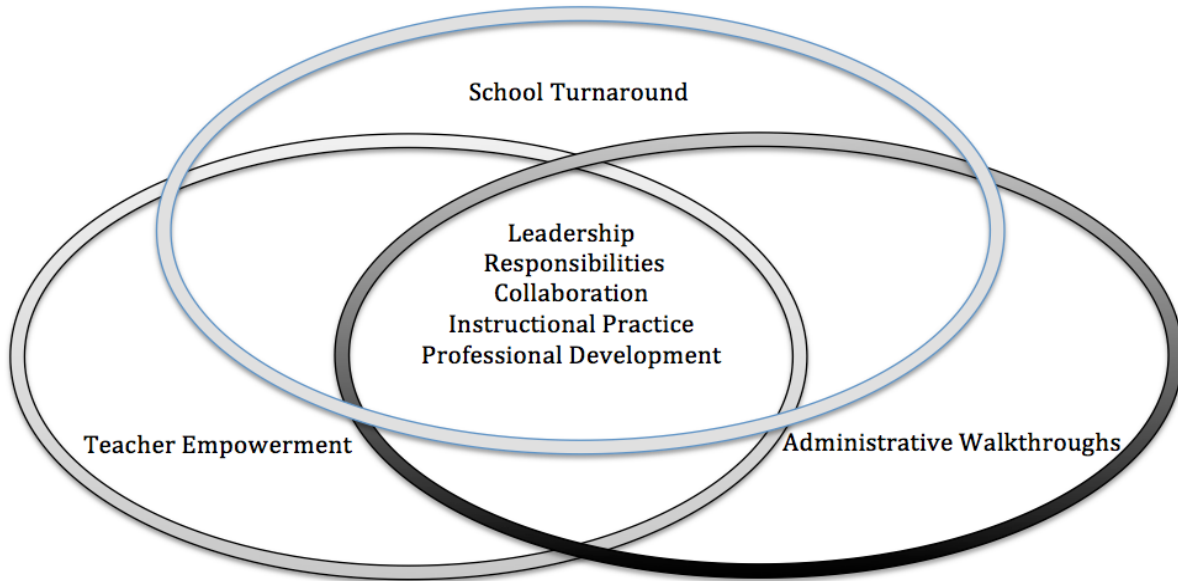 School Turnaround
Leadership
Responsibilities
Collaboration
Instructional Practice
Professional Development
Teacher Empowerment
Administrative Walkthroughs